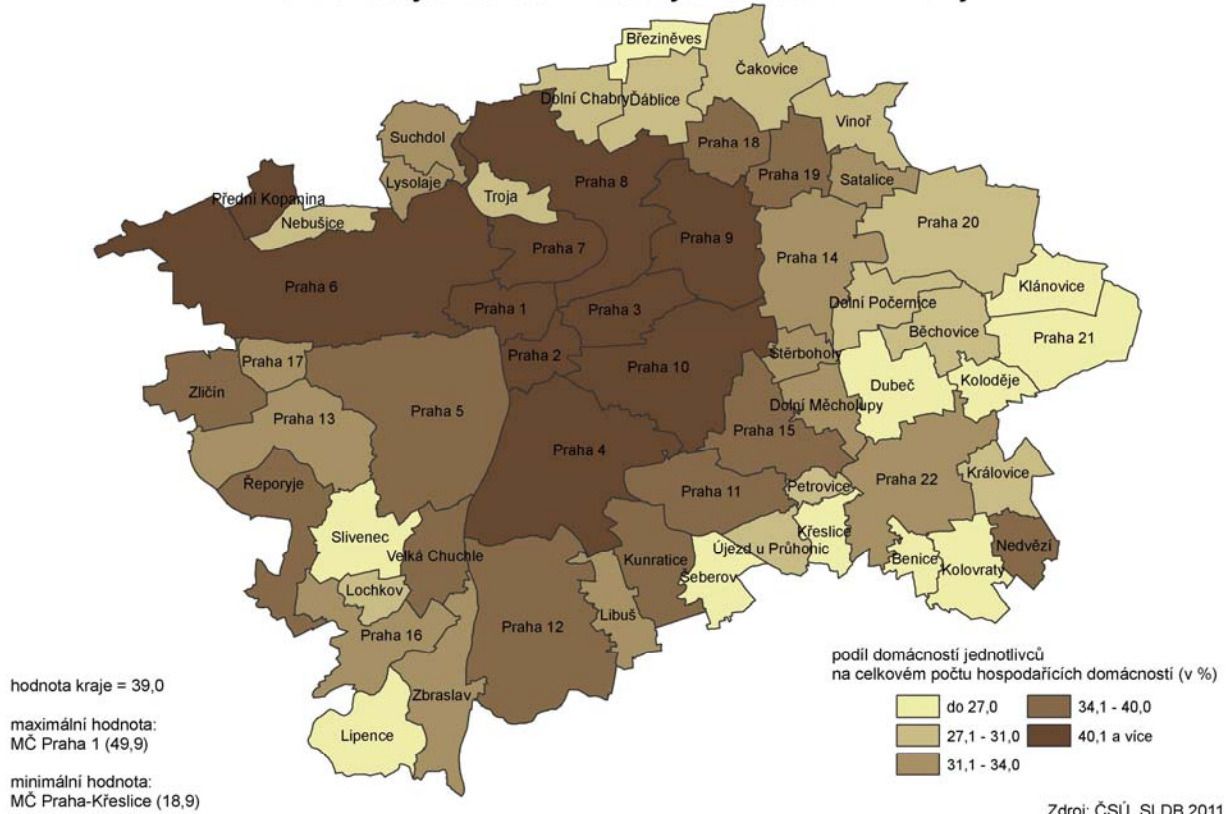 Březiněves
Čakovice
Dolní Chabry
Ďáblice
Vinoř
Suchdol
Praha 18
Praha 19
Satalice
Lysolaje
Praha 8
Troja
Přední Kopanina
Nebušice
Praha 7
Praha 9
Praha 20
Praha 14
Praha 6
Klánovice
Praha 1
Praha 3
Dolní Počernice
Běchovice
Praha 21
Praha 2
Štěrboholy
Praha 17
Praha 10
Dubeč
Koloděje
Zličín
Praha 5
Dolní Měcholupy
Praha 13
Praha 15
Praha 4
Královice
Praha 22
Řeporyje
Praha 11
Petrovice
Slivenec
Křeslice
Velká Chuchle
Kunratice
Újezd u Průhonic
Nedvězí
Benice
Kolovraty
Šeberov
Lochkov
Libuš
Praha 16
Praha 12
Zbraslav
Lipence
hodnota kraje = 39,0
maximální hodnota:
MČ Praha 1 (49,9)
minimální hodnota:
MČ Praha-Křeslice (18,9)
podíl domácností jednotlivců
na celkovém počtu hospodařících domácností (v %)
do 27,0
27,1 - 31,0
31,1 - 34,0
34,1 - 40,0
40,1 a více
Zdroj: ČSÚ, SLDB 2011